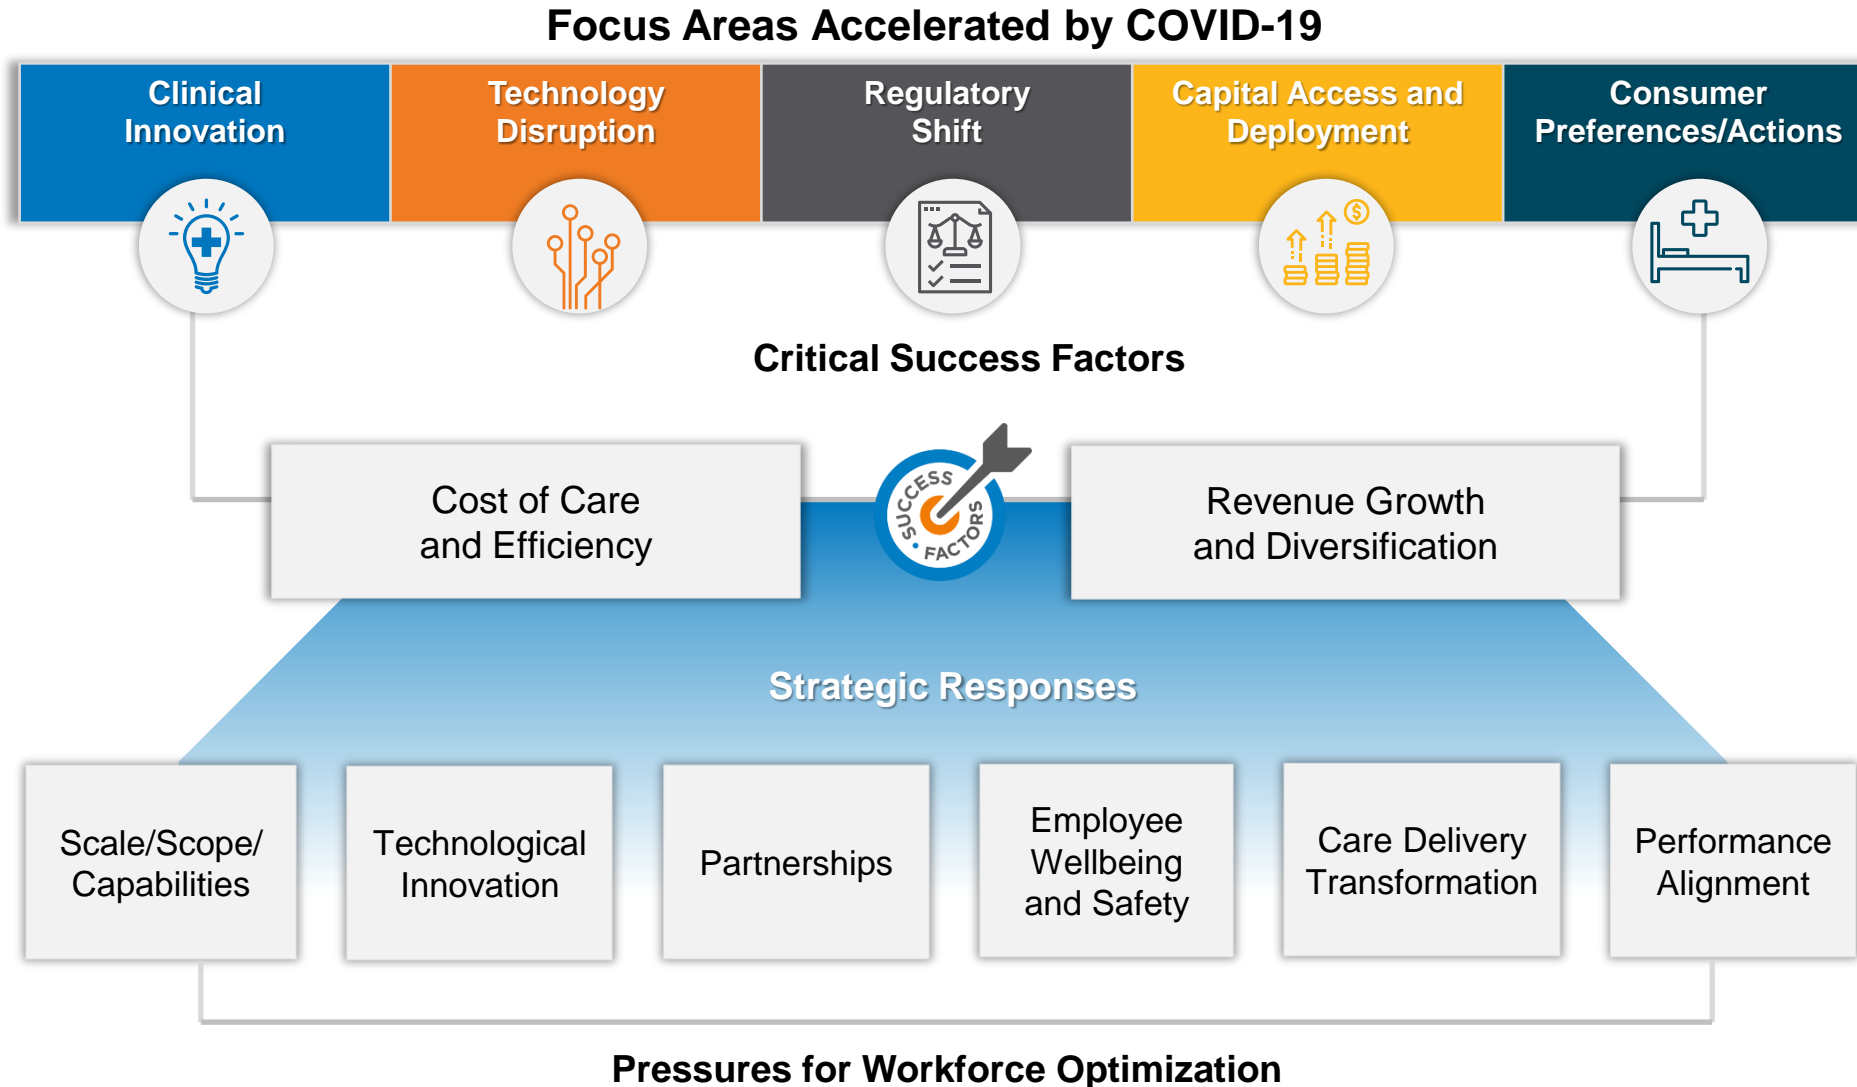 Focus Areas Accelerated by COVID-19
Clinical
Innovation
Technology
Disruption
Regulatory
Shift
Capital Access and
Deployment
Consumer
Preferences/Actions
Critical Success Factors
Cost of Care
and Efficiency
SUCCESS
FACTORS
Revenue Growth
and Diversification
Strategic Responses
Scale/Scope/
Capabilities
Technological
Innovation
Partnerships
Employee
Wellbeing
and Safety
Care Delivery
Transformation
Performance
Alignment
Pressures for Workforce Optimization